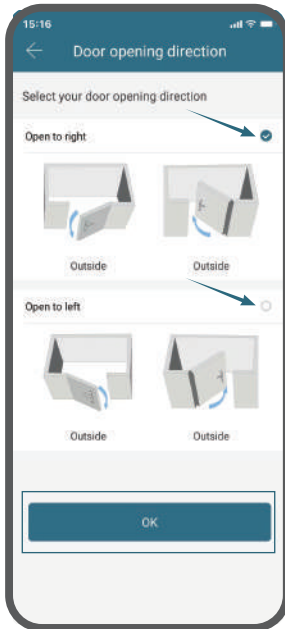 15:16
Door opening direction
Select your door opening direction
Open to right
Outside Outside
Open to left
Outside Outside
OK